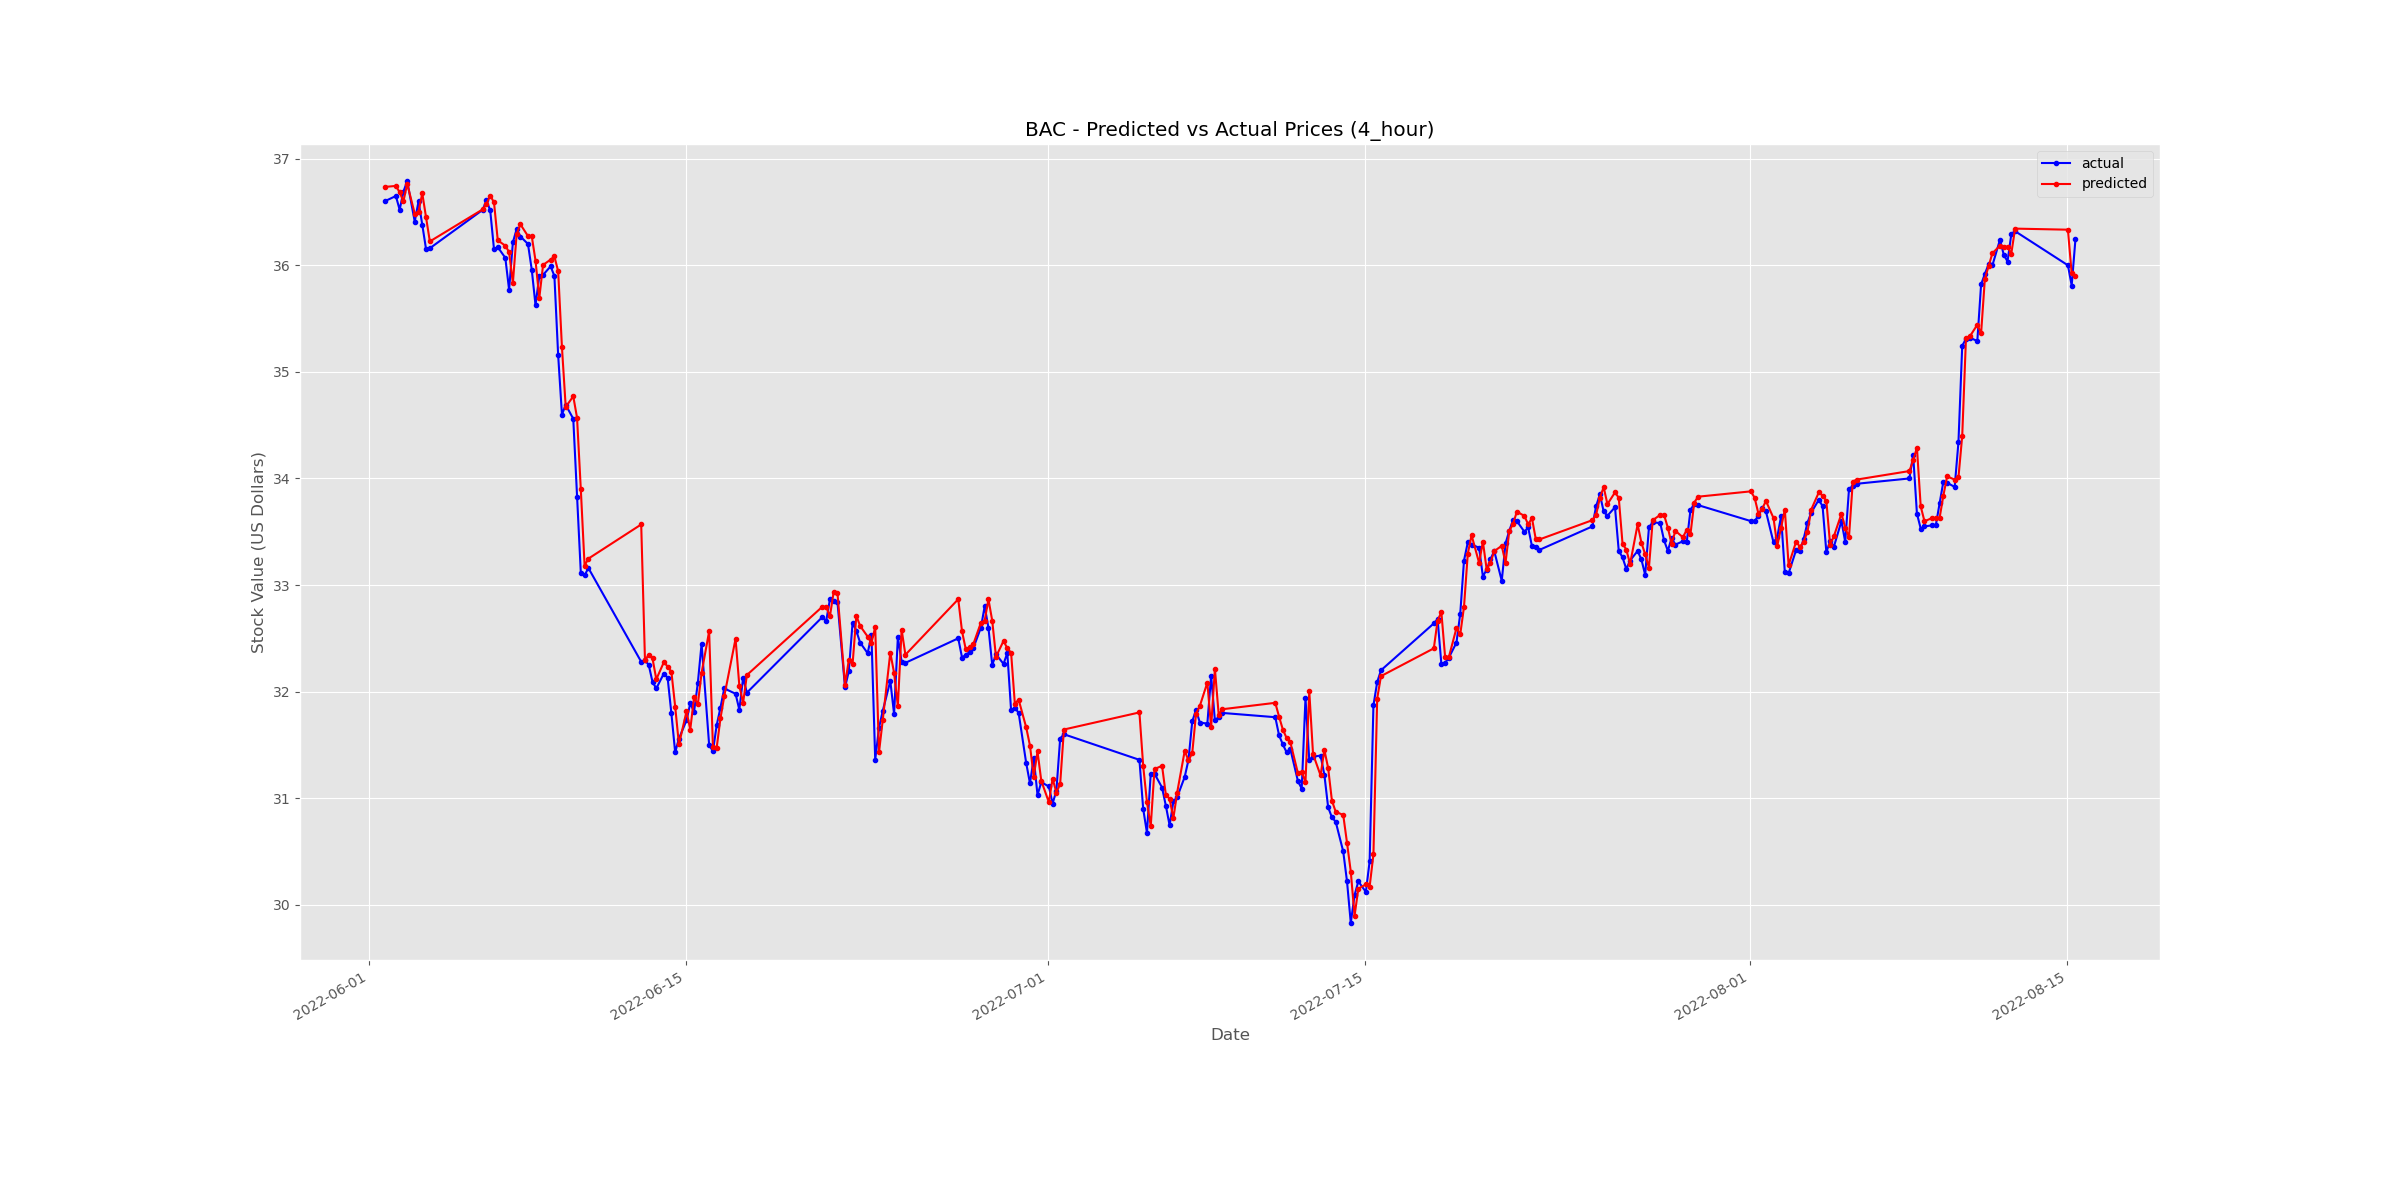 BAC - Predicted vs Actual Prices (4_hour)
actual
predicted
37
36
35
34
33
32
31
30
Stock Value (US Dollars)
2022-06-01
2022-06-15
2022-07-01
2022-07-15
2022-08-01
2022-08-15
Date